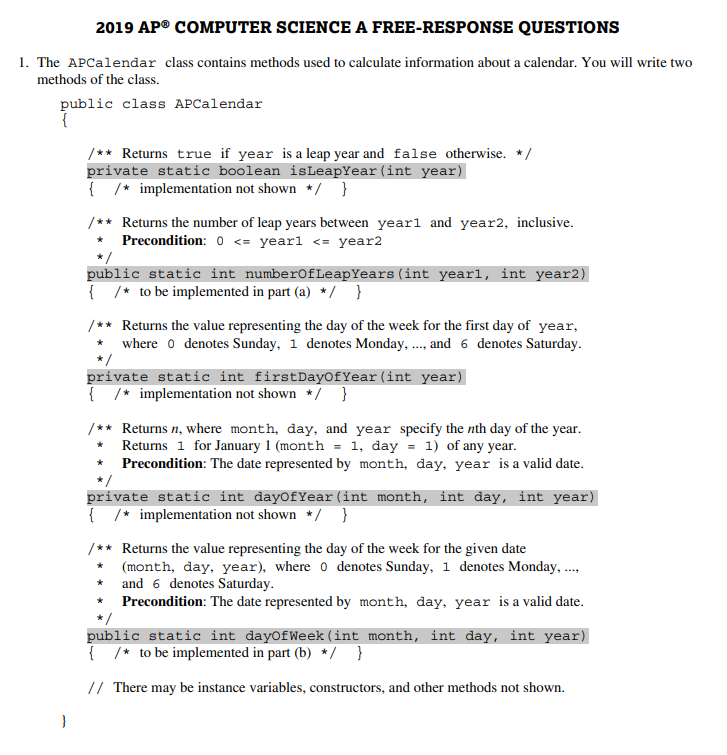 2019 AP® COMPUTER SCIENCE A FREE-RESPONSE QUESTIONS
1. The APCalendar class contains methods used to calculate information about a calendar. You will write two
methods of the class.
public class APCalendar
{
/** Returns true if year is a leap year and false otherwise. */
private static boolean isLeapYear(int year)
{ /* implementation not shown */ }
/** Returns the number of leap years between year1 and year2, inclusive.
* Precondition: 0 <= year1 <= year2
*/
public static int numberOfLeapYears(int year1, int year2)
{ /* to be implemented in part (a) */ }
/** Returns the value representing the day of the week for the first day of year,
* where 0 denotes Sunday, 1 denotes Monday, ..., and 6 denotes Saturday.
*/
private static int firstDayOfYear(int year)
{ /* implementation not shown */ }
/** Returns n, where month, day, and year specify the nth day of the year.
* Returns 1 for January 1 (month = 1, day = 1) of any year.
* Precondition: The date represented by month, day, year is a valid date.
*/
private static int dayOfYear(int month, int day, int year)
{ /* implementation not shown */ }
/** Returns the value representing the day of the week for the given date
* (month, day, year), where 0 denotes Sunday, 1 denotes Monday, ...,
* and 6 denotes Saturday.
* Precondition: The date represented by month, day, year is a valid date.
*/
public static int dayOfWeek(int month, int day, int year)
{ /* to be implemented in part (b) */ }
// There may be instance variables, constructors, and other methods not shown.
}